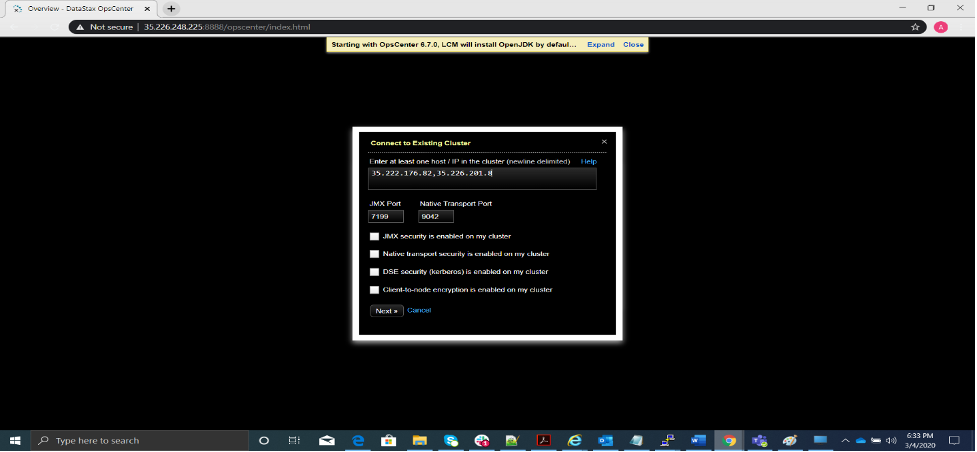 Overview - DataStax OpsCenter
Not secure | 35.226.248.225:8888/opscenter/index.html
A
Starting with OpsCenter 6.7.0, LCM will install OpenJDK by defaul... Expand Close
Connect to Existing Cluster
Enter at least one host / IP in the cluster (newline delimited) Help
35.222.176.82,35.226.201.8
JMX Port Native Transport Port
7199 9042
JMX security is enabled on my cluster
Native transport security is enabled on my cluster
DSE security (kerberos) is enabled on my cluster
Client-to-node encryption is enabled on my cluster
Next » Cancel
Type here to search
6:33 PM
3/4/2020